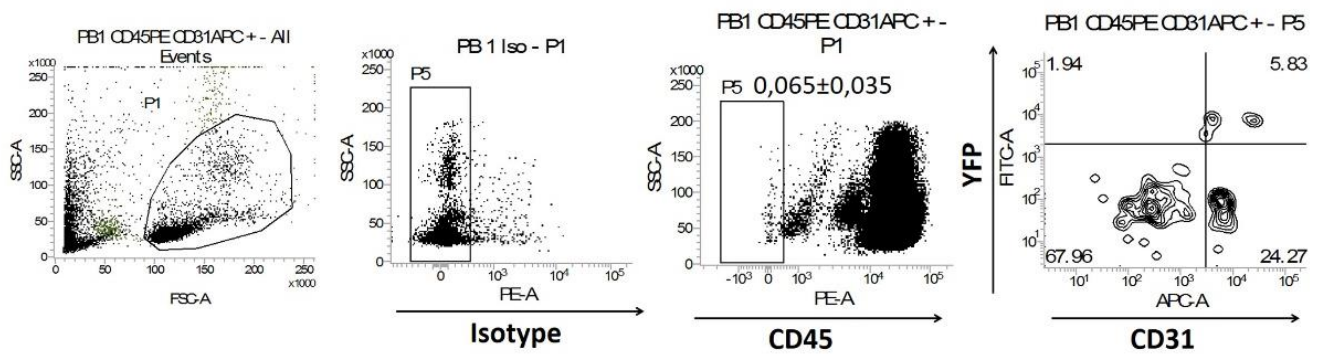 PB1 CD45PE CD31APC + - All
Events
x1000
250
200
150
100
50
0
SSC-A
P1
0 50 100 150 200 250
x1000
FSC-A
PB 1 Iso - P1
x1000
250
200
150
100
50
0
SSC-A
P5
0 10³ 10⁴ 10⁵
PE-A
Isotype
PB1 CD45PE CD31APC + -
P1
x1000
250
200
150
100
50
0
SSC-A
P5 0,065±0,035
-10³ 0 10³ 10⁴ 10⁵
PE-A
CD45
PB1 CD45PE CD31APC + - P5
YFP
FITC-A
10⁵
10⁴
10³
10²
10¹
1.94 5.83
67.96 24.27
10¹ 10² 10³ 10⁴ 10⁵
APC-A
CD31